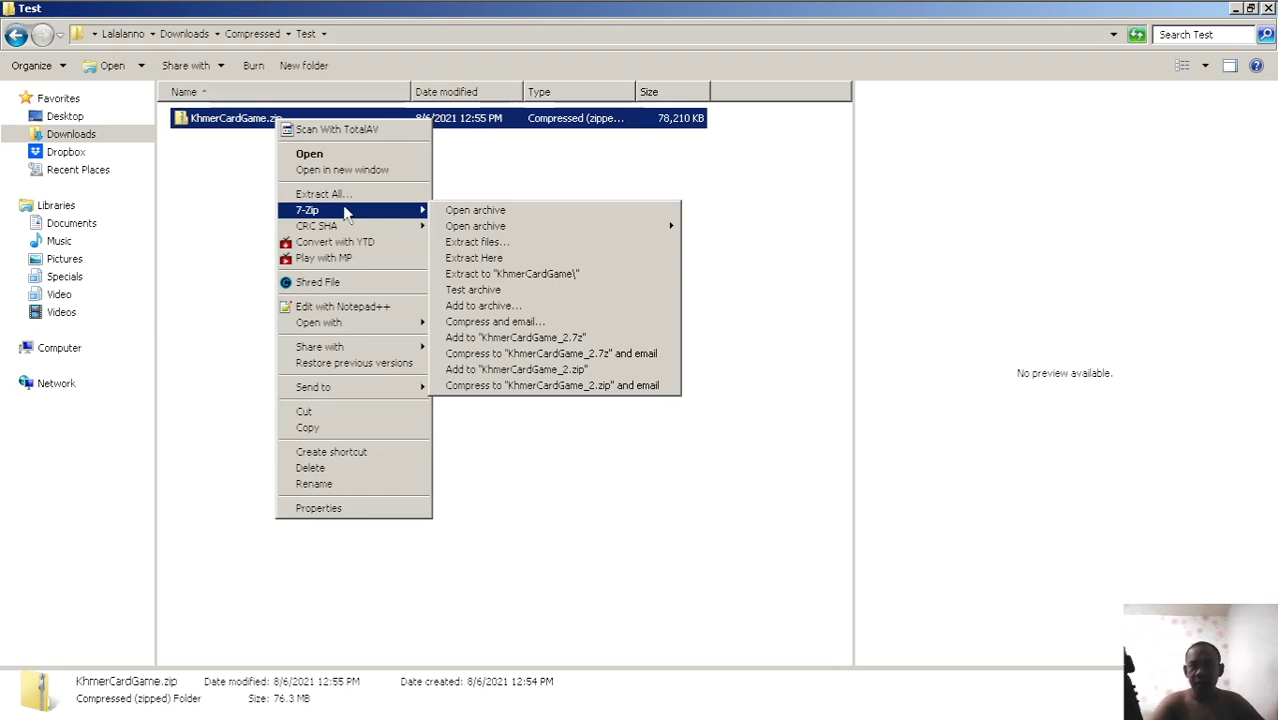 Test
Lalalanno Downloads Compressed Test
Search Test
Organize Open Share with Burn New folder
Name Date modified Type Size
Favorites
Desktop
Downloads
Dropbox
Recent Places
Libraries
Documents
Music
Pictures
Specials
Video
Videos
Computer
Network
KhmerCardGame.zip 8/6/2021 12:55 PM Compressed (zippe... 78,210 KB
Scan With TotalAV
Open
Open in new window
Extract All...
7-Zip
CRC SHA
Convert with YTD
Play with MP
Shred File
Edit with Notepad++
Open with
Share with
Restore previous versions
Send to
Cut
Copy
Create shortcut
Delete
Rename
Properties
Open archive
Open archive
Extract files...
Extract Here
Extract to "KhmerCardGame\"
Test archive
Add to archive...
Compress and email...
Add to "KhmerCardGame_2.7z"
Compress to "KhmerCardGame_2.7z" and email
Add to "KhmerCardGame_2.zip"
Compress to "KhmerCardGame_2.zip" and email
No preview available.
KhmerCardGame.zip Date modified: 8/6/2021 12:55 PM Date created: 8/6/2021 12:54 PM
Compressed (zipped) Folder Size: 76.3 MB